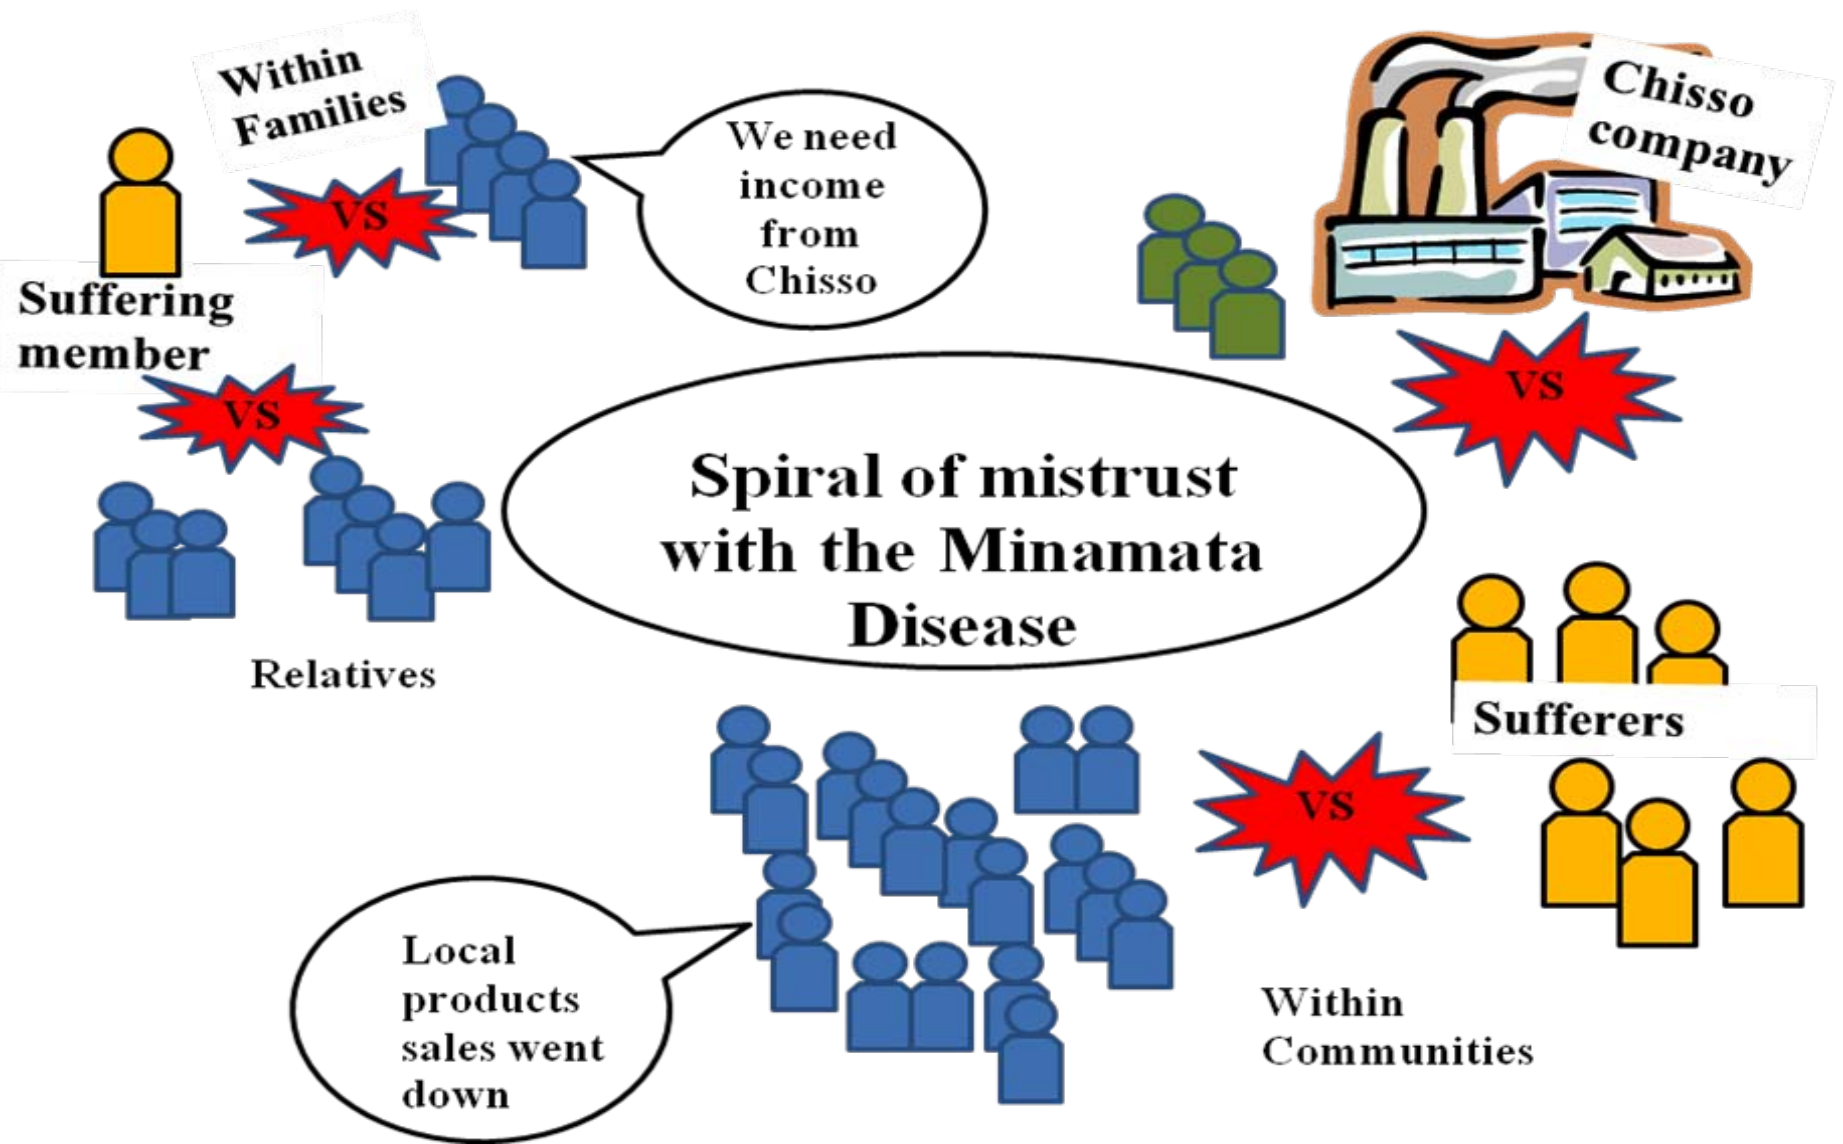 Within
Families
VS
We need
income
from
Chisso
Chisso
company
Suffering
member
VS
VS
Spiral of mistrust
with the Minamata
Disease
Relatives
Sufferers
VS
Local
products
sales went
down
Within
Communities